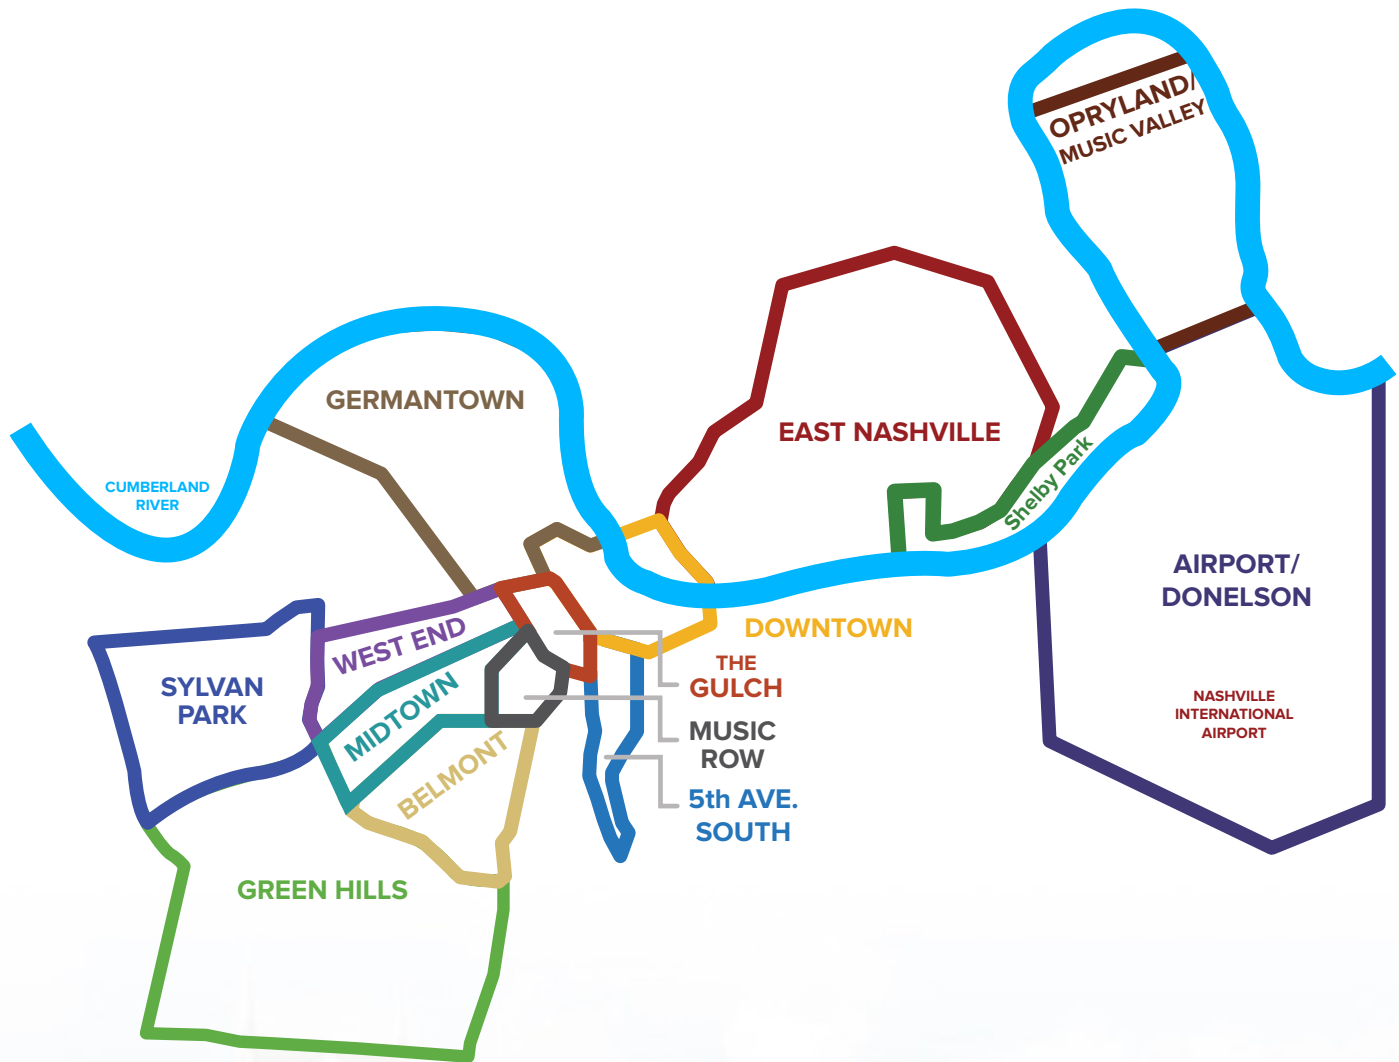 OPRYLAND/
MUSIC VALLEY
GERMANTOWN
EAST NASHVILLE
Shelby Park
CUMBERLAND
RIVER
AIRPORT/
DONELSON
DOWNTOWN
WEST END
THE
GULCH
SYLVAN
PARK
MIDTOWN
NASHVILLE
INTERNATIONAL
AIRPORT
MUSIC
ROW
BELMONT
5th AVE.
SOUTH
GREEN HILLS